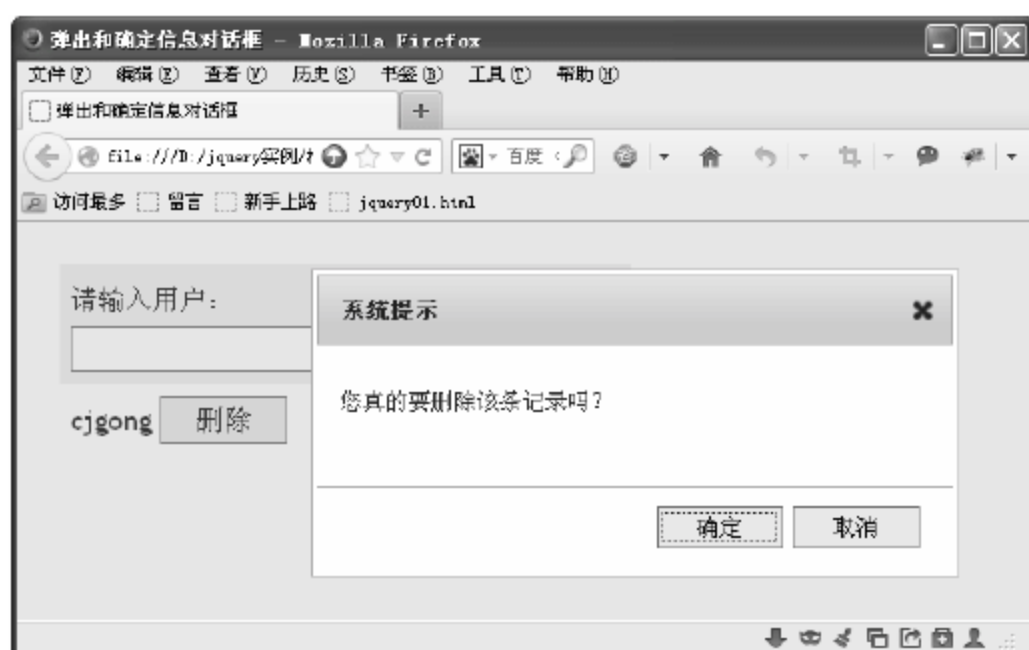 弹出和确定信息对话框 - Mozilla Firefox
文件(F) 编辑(E) 查看(V) 历史(S) 书签(B) 工具(T) 帮助(H)
弹出和确定信息对话框 +
file:///D:/jquery实例/ 百度
访问最多 留言 新手上路 jquery01.html
请输入用户:
系统提示
您真的要删除该条记录吗?
cjgong 删除
确定 取消